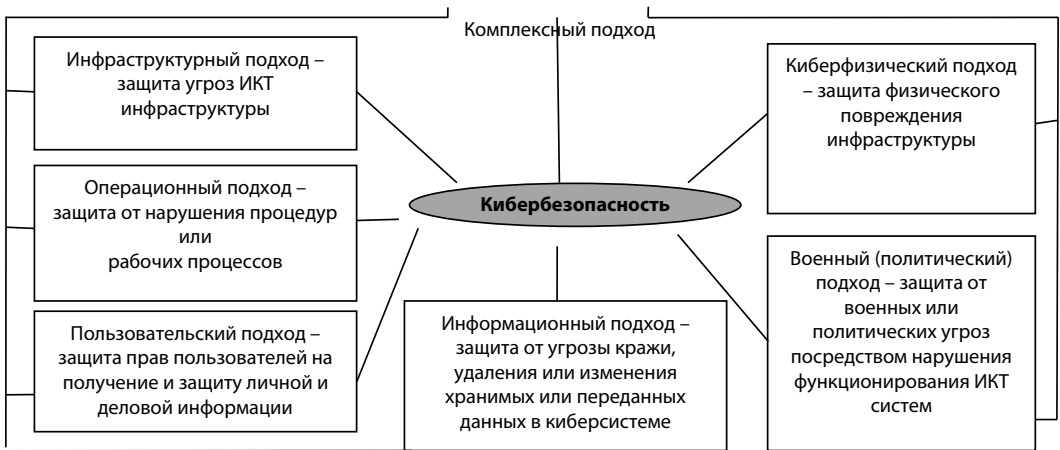 Комплексный подход
Инфраструктурный подход –
защита угроз ИКТ
инфраструктуры
Киберфизический подход
– защита физического
повреждения
инфраструктуры
Операционный подход –
защита от нарушения процедур
или
рабочих процессов
Кибербезопасность
Пользовательский подход –
защита прав пользователей на
получение и защиту личной и
деловой информации
Информационный подход –
защита от угрозы кражи,
удаления или изменения
хранимых или переданных
данных в киберсистеме
Военный (политический)
подход – защита от
военных или
политических угроз
посредством нарушения
функционирования ИКТ
систем